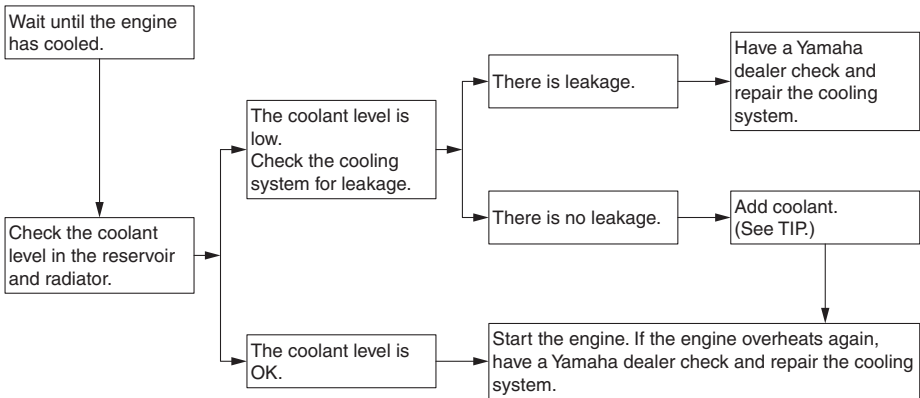 Wait until the engine
has cooled.
Check the coolant
level in the reservoir
and radiator.
The coolant level is
low.
Check the cooling
system for leakage.
There is leakage.
Have a Yamaha
dealer check and
repair the cooling
system.
There is no leakage.
Add coolant.
(See TIP.)
The coolant level is
OK.
Start the engine. If the engine overheats again,
have a Yamaha dealer check and repair the cooling
system.